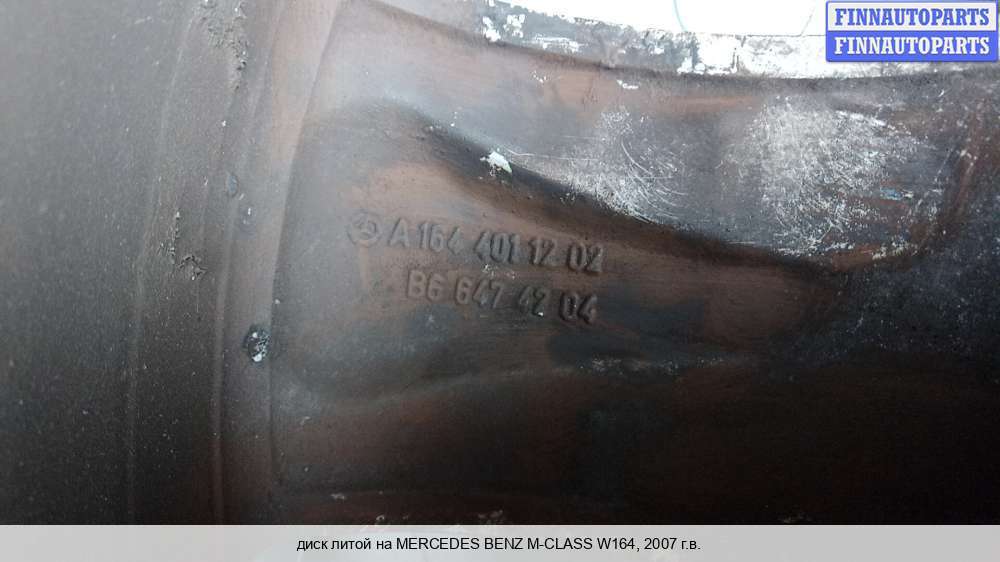 FINNAUTOPARTS
FINNAUTOPARTS
A 164 401 12 02
B6 647 42 04
диск литой на MERCEDES BENZ M-CLASS W164, 2007 г.в.